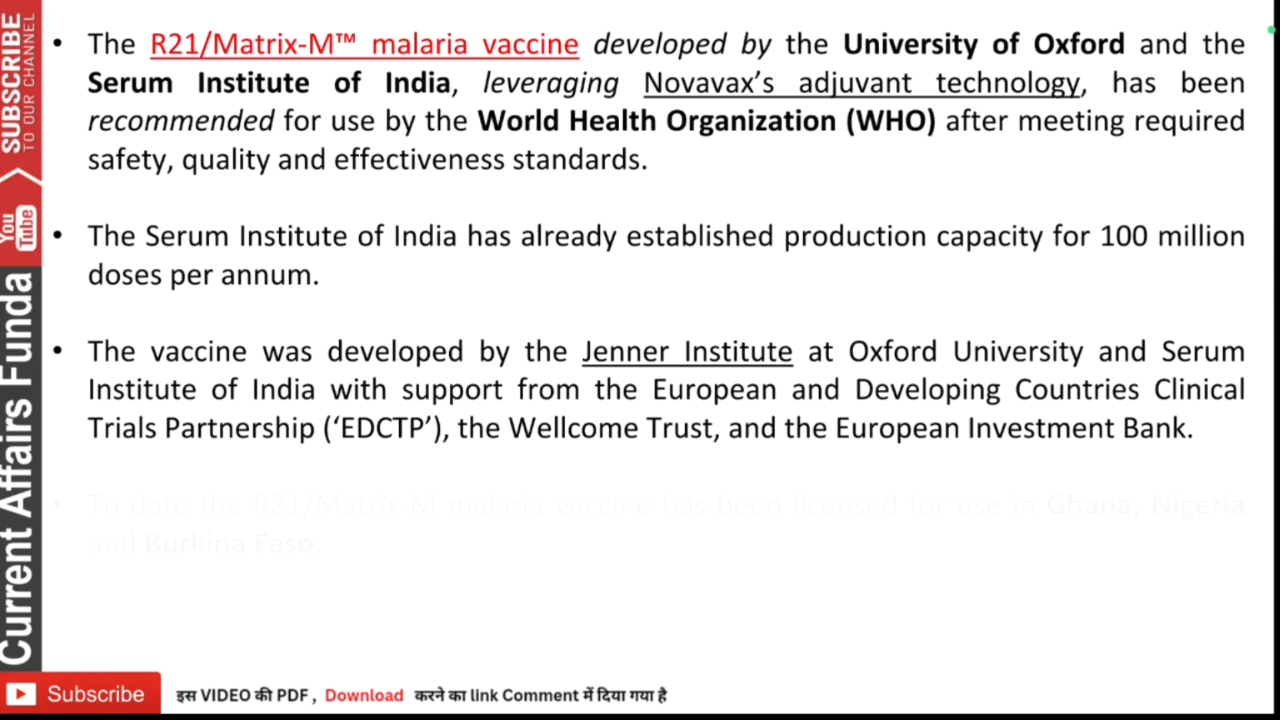 SUBSCRIBE
TO OUR CHANNEL
You
Tube
Current Affairs Funda
• The R21/Matrix-M™ malaria vaccine developed by the University of Oxford and the
Serum Institute of India, leveraging Novavax’s adjuvant technology, has been
recommended for use by the World Health Organization (WHO) after meeting required
safety, quality and effectiveness standards.
• The Serum Institute of India has already established production capacity for 100 million
doses per annum.
• The vaccine was developed by the Jenner Institute at Oxford University and Serum
Institute of India with support from the European and Developing Countries Clinical
Trials Partnership (‘EDCTP’), the Wellcome Trust, and the European Investment Bank.
• To date the R21/Matrix-M malaria vaccine has been licensed for use in Ghana, Nigeria
and Burkina Faso.
Subscribe
इस VIDEO की PDF , Download करने का link Comment में दिया गया है